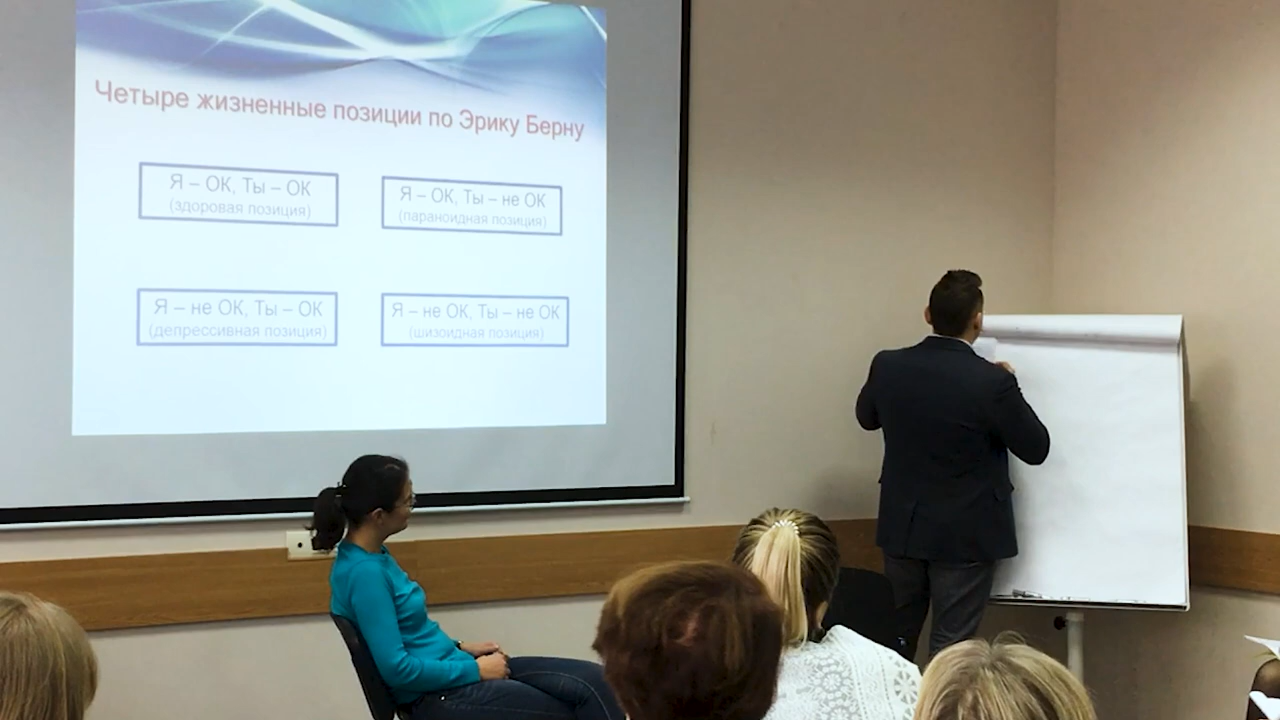 Четыре жизненные позиции по Эрику Берну
Я – ОК, Ты – ОК
(здоровая позиция)
Я – ОК, Ты – не ОК
(параноидная позиция)
Я – не ОК, Ты – ОК
(депрессивная позиция)
Я – не ОК, Ты – не ОК
(шизоидная позиция)